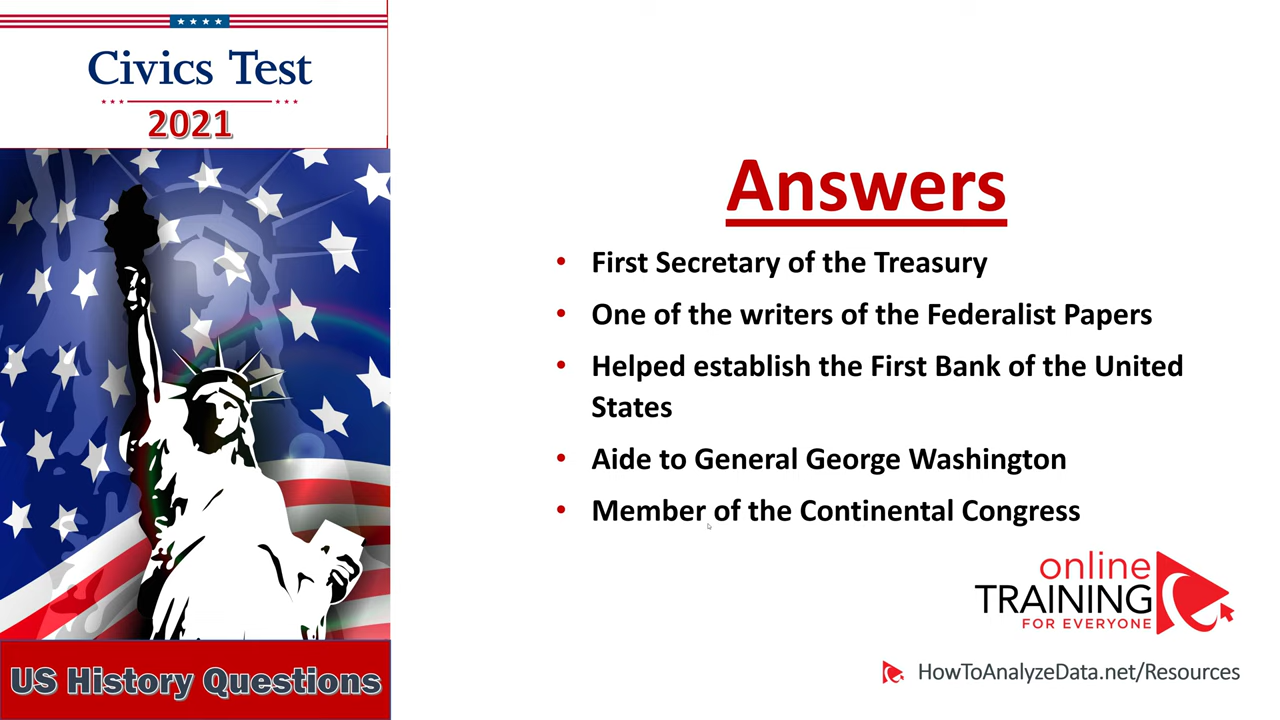 Civics Test
2021
US History Questions
Answers
• First Secretary of the Treasury
• One of the writers of the Federalist Papers
• Helped establish the First Bank of the United
States
• Aide to General George Washington
• Member of the Continental Congress
online
TRAINING
FOR EVERYONE
HowToAnalyzeData.net/Resources